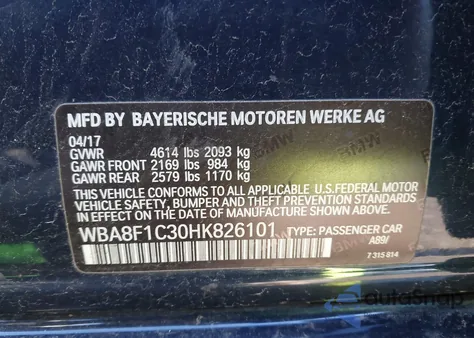 MFD BY BAYERISCHE MOTOREN WERKE AG
04/17
GVWR 4614 lbs 2093 kg
GAWR FRONT 2169 lbs 984 kg
GAWR REAR 2579 lbs 1170 kg
THIS VEHICLE CONFORMS TO ALL APPLICABLE U.S.FEDERAL MOTOR
VEHICLE SAFETY, BUMPER AND THEFT PREVENTION STANDARDS
IN EFFECT ON THE DATE OF MANUFACTURE SHOWN ABOVE.
WBA8F1C30HK826101 TYPE: PASSENGER CAR
A89/
7 315 814
autoSnap